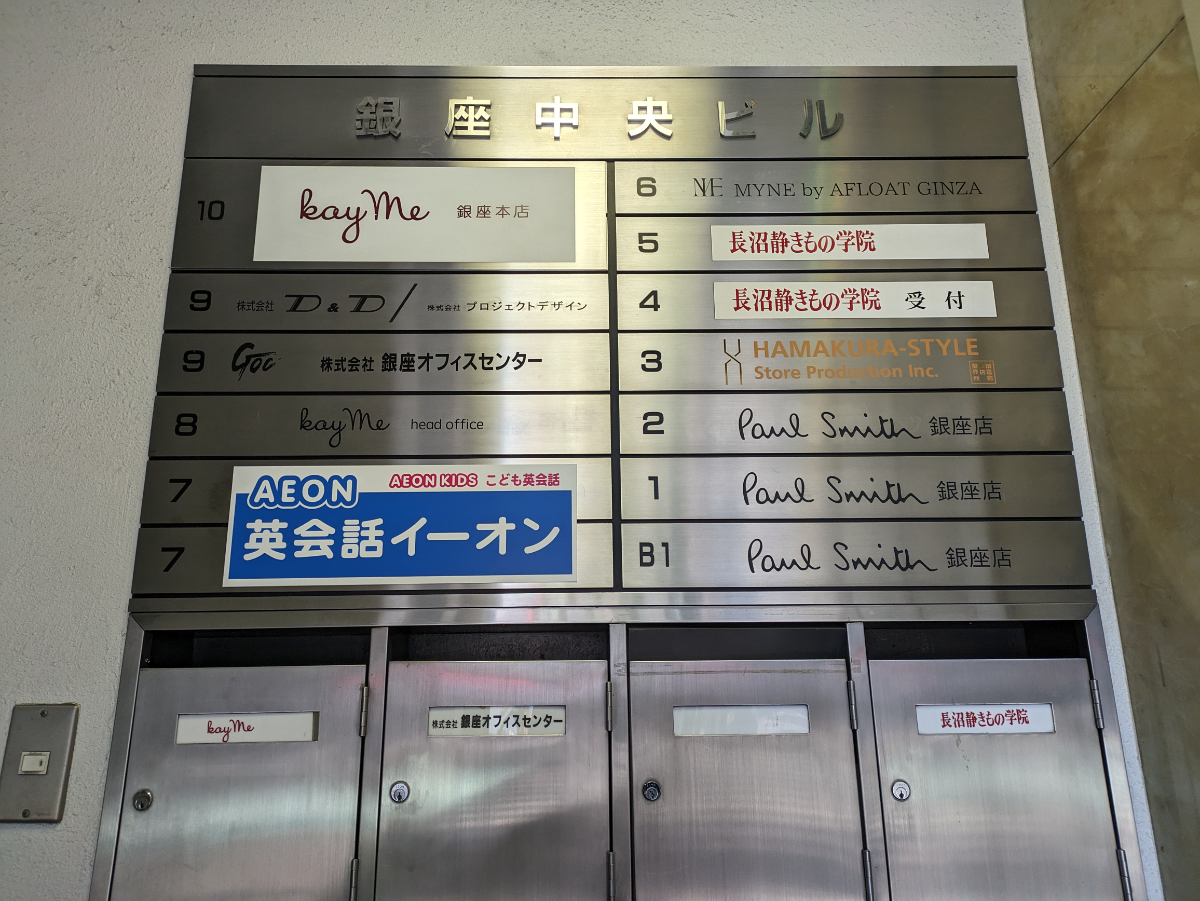 銀座中央ビル
10 kay me 銀座本店
9 株式会社 D & D / 株式会社 プロジェクトデザイン
9 Goc 株式会社 銀座オフィスセンター
8 kay me head office
7 AEON AEON KIDS こども英会話
7 英会話イーオン
6 MYNE by AFLOAT GINZA
5 長沼静きもの学院
4 長沼静きもの学院 受付
3 HAMAKURA-STYLE
Store Production Inc.
2 Paul Smith 銀座店
1 Paul Smith 銀座店
B1 Paul Smith 銀座店
kay me
株式会社 銀座オフィスセンター
長沼静きもの学院